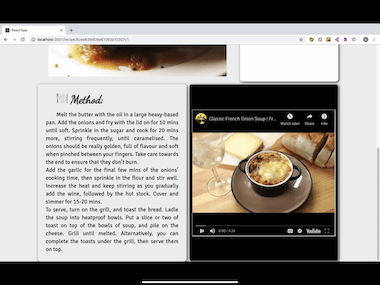 React App
Method:
Melt the butter with the oil in a large heavy-based
pan. Add the onions and fry with the lid on for 10 mins
until soft. Sprinkle in the sugar and cook for 20 mins
more, stirring frequently, until caramelised. The
onions should be really golden, full of flavour and soft
when pinched between your fingers. Take care towards
the end to ensure that they don't burn.
Add the garlic for the final few mins of the onions'
cooking time, then sprinkle in the flour and stir well.
Increase the heat and keep stirring as you gradually
add the wine, followed by the hot stock. Cover and
simmer for 15-20 mins.
To serve, turn on the grill, and toast the bread. Ladle
the soup into heatproof bowls. Put a slice or two of
toast on top of the bowls of soup, and pile on the
cheese. Grill until melted. Alternatively, you can
complete the toasts under the grill, then serve them
on top.
Classic French Onion Soup | Fr...
Watch later
Share
Info
0:00 / 4:26
YouTube